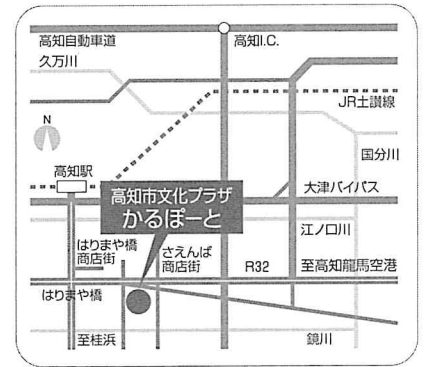 高知自動車道
高知I.C.
久万川
JR土讃線
N
国分川
高知駅
大津バイパス
高知市文化プラザ
かるぽーと
江ノ口川
はりまや橋
商店街
さえんば
商店街
R32
至高知龍馬空港
はりまや橋
至桂浜
鏡川